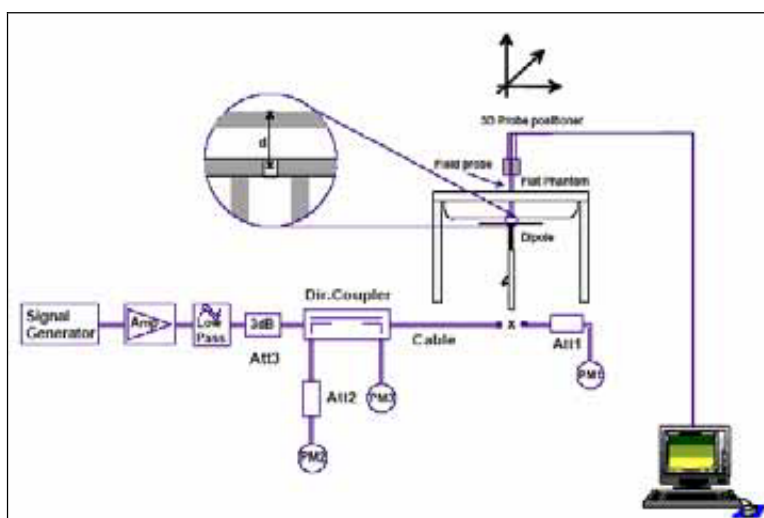 d
3D Probe positioner
Field probe
Flat Phantom
Dipole
Dir.Coupler
Signal
Generator
Amp
Low
Pass
3dB
Cable
x
Att1
Att3
Att2
PM1
PM3
PM2